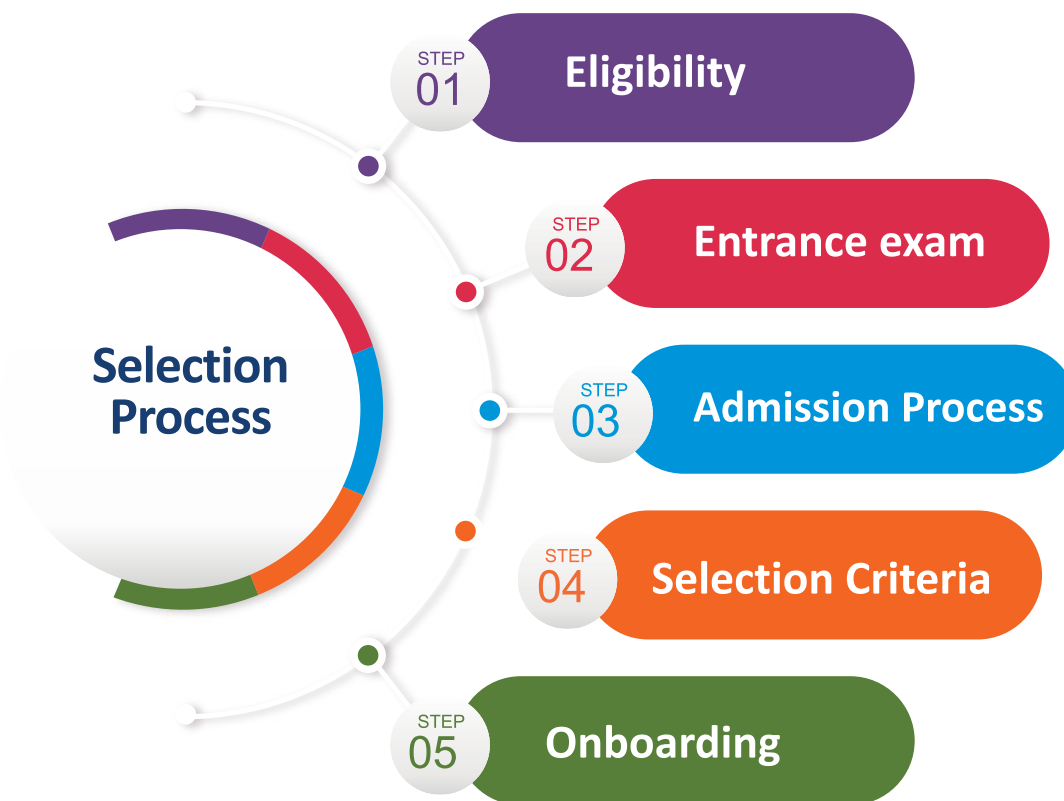 Selection
Process
STEP
01
Eligibility
STEP
02
Entrance exam
STEP
03
Admission Process
STEP
04
Selection Criteria
STEP
05
Onboarding